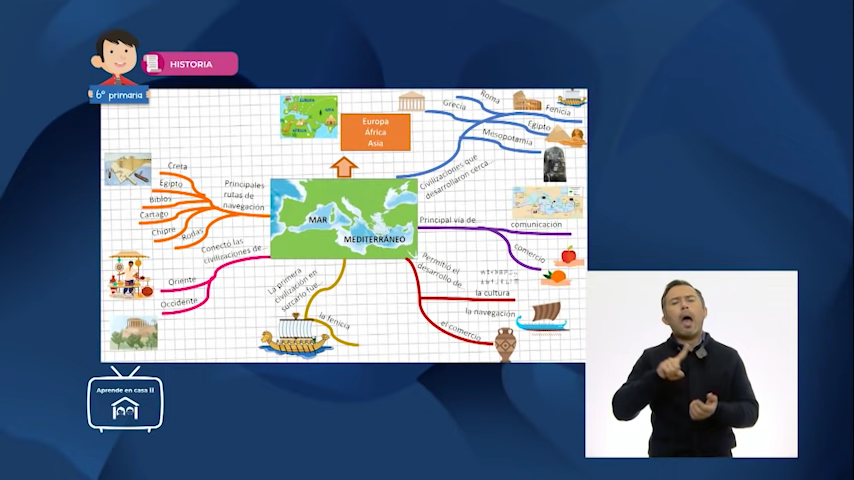 HISTORIA
6° primaria
Europa
África
Asia
Roma
Grecia
Fenicia
Egipto
Mesopotamia
Civilizaciones que
desarrollaron cerca...
Creta
Egipto
Biblos
Cartago
Chipre
Rodas
Principales
rutas de
navegación
MAR
MEDITERRÁNEO
Principal vía de
comunicación
comercio
Conectó las
civilizaciones de...
Oriente
Occidente
La primera
civilización en
surcarlo fue...
la fenicia
Permitió el
desarrollo de...
la cultura
la navegación
el comercio
Aprende en casa II